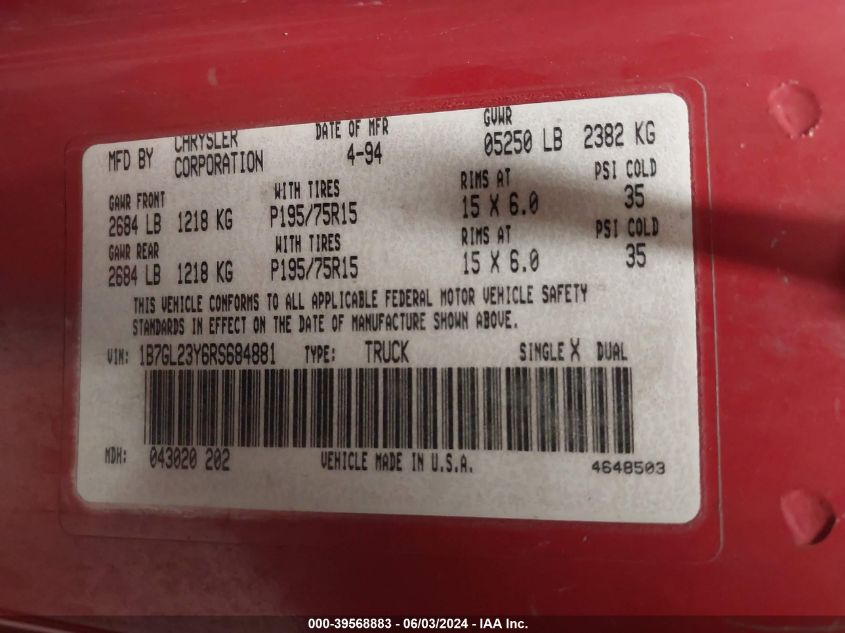 MFD BY CHRYSLER CORPORATION DATE OF MFR 4-94 GVWR 05250 LB 2382 KG
GAWR FRONT WITH TIRES RIMS AT PSI COLD
2684 LB 1218 KG P195/75R15 15 X 6.0 35
GAWR REAR WITH TIRES RIMS AT PSI COLD
2684 LB 1218 KG P195/75R15 15 X 6.0 35
THIS VEHICLE CONFORMS TO ALL APPLICABLE FEDERAL MOTOR VEHICLE SAFETY
STANDARDS IN EFFECT ON THE DATE OF MANUFACTURE SHOWN ABOVE.
VIN: 1B7GL23Y6RS684881 TYPE: TRUCK SINGLE X DUAL
MDH: 043020 202 VEHICLE MADE IN U.S.A. 4648503
000-39568883 - 06/03/2024 - IAA Inc.